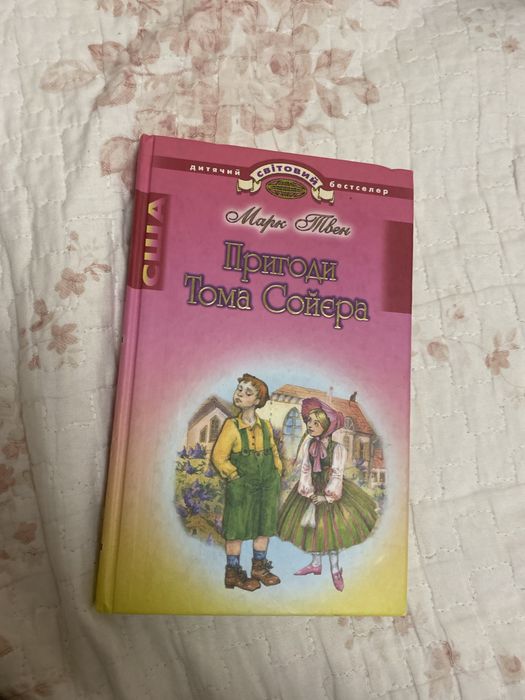 дитячий світовий бестселер
США
Марк Твен
Пригоди
Тома Сойєра